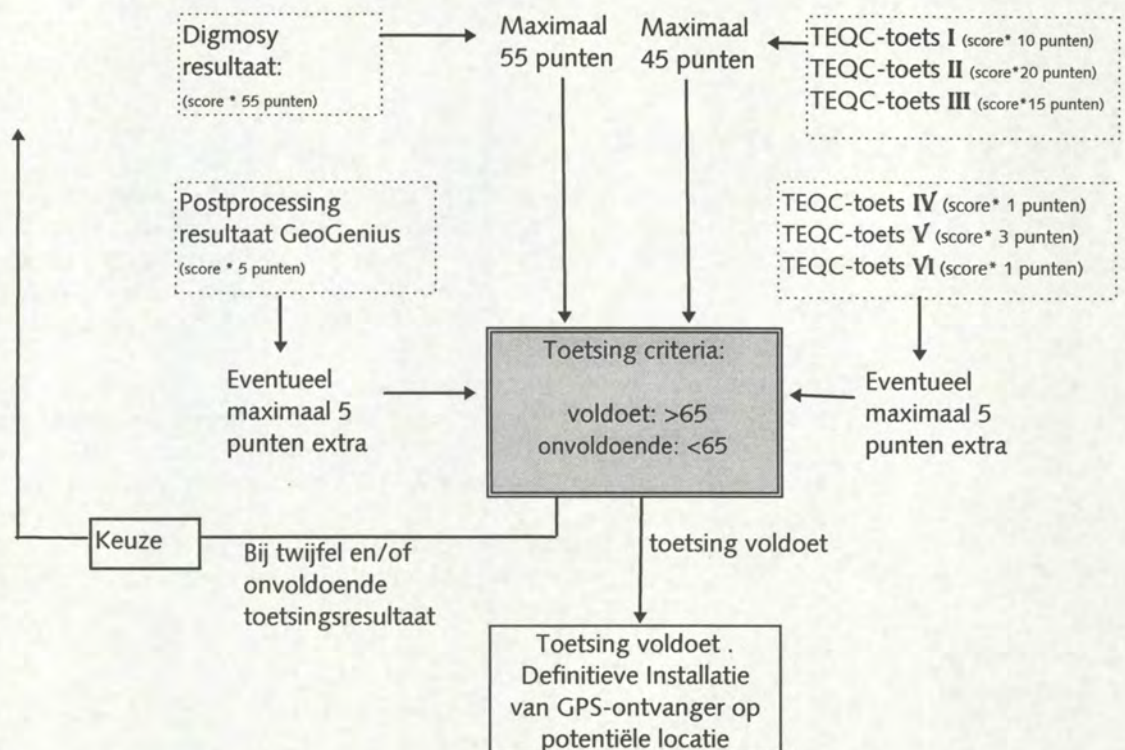 Digmosy
resultaat:
(score * 55 punten)
Maximaal
55 punten
Maximaal
45 punten
TEQC-toets I (score* 10 punten)
TEQC-toets II (score*20 punten)
TEQC-toets III (score*15 punten)
Postprocessing
resultaat GeoGenius
(score * 5 punten)
TEQC-toets IV (score* 1 punten)
TEQC-toets V (score* 3 punten)
TEQC-toets VI (score* 1 punten)
Eventueel
maximaal 5
punten extra
Toetsing criteria:
voldoet: >65
onvoldoende: <65
Eventueel
maximaal 5
punten extra
Keuze
Bij twijfel en/of
onvoldoende
toetsingsresultaat
toetsing voldoet
Toetsing voldoet .
Definitieve Installatie
van GPS-ontvanger op
potentiële locatie